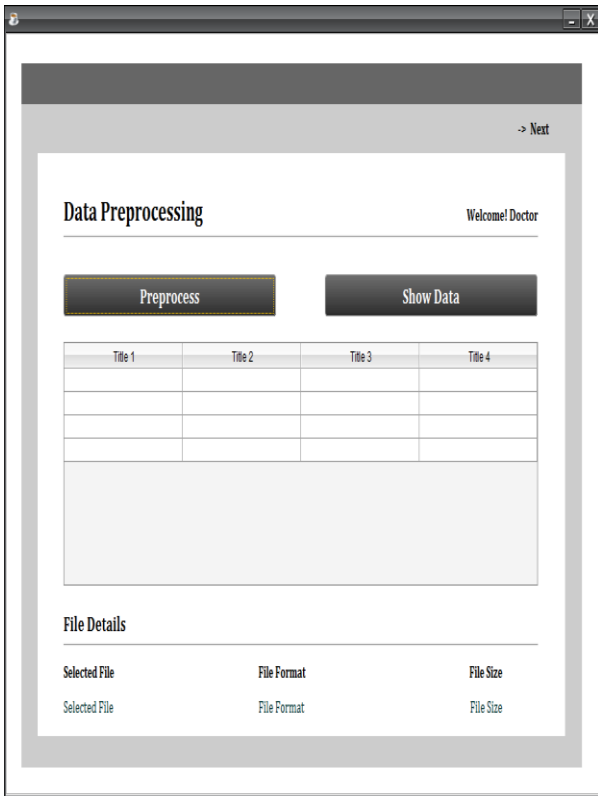 -> Next
Data Preprocessing
Welcome! Doctor
Preprocess Show Data
Title 1 Title 2 Title 3 Title 4
File Details
Selected File File Format File Size
Selected File File Format File Size